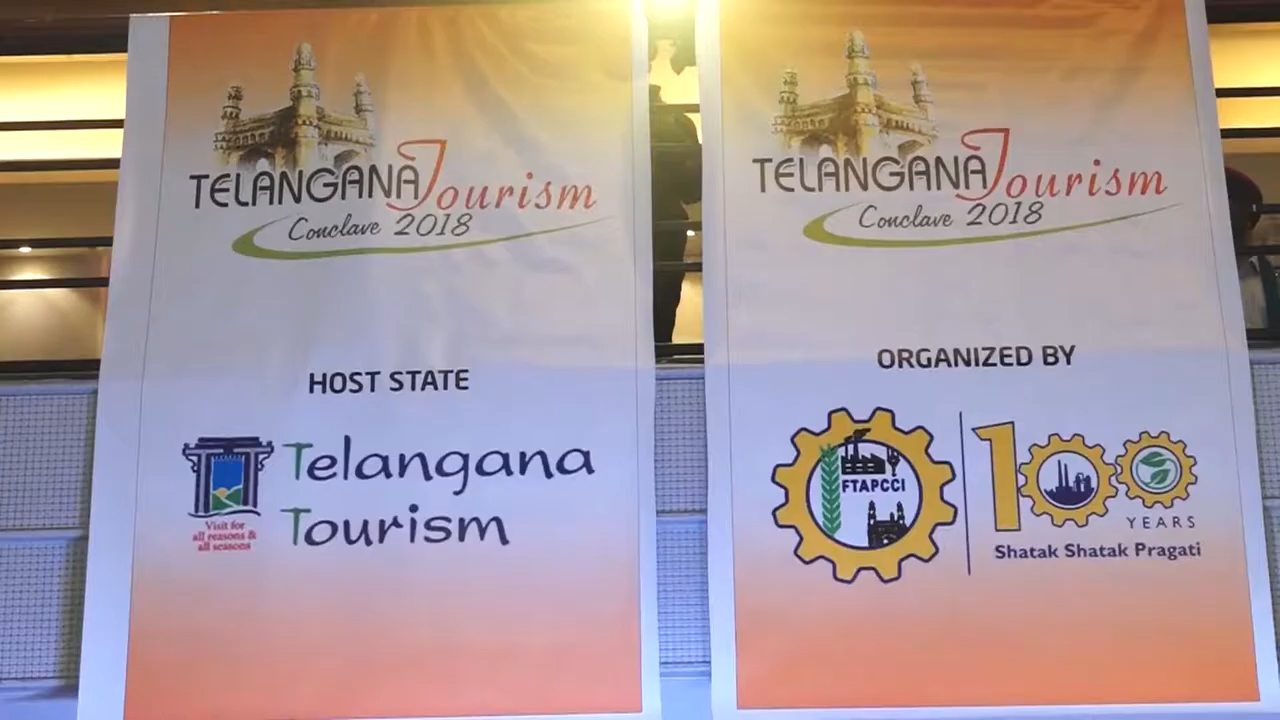 TELANGANA Tourism
Conclave 2018
HOST STATE
Telangana
Tourism
Visit for
all reasons &
all seasons
TELANGANA Tourism
Conclave 2018
ORGANIZED BY
FTAPCCI
100
YEARS
Shatak Shatak Pragati